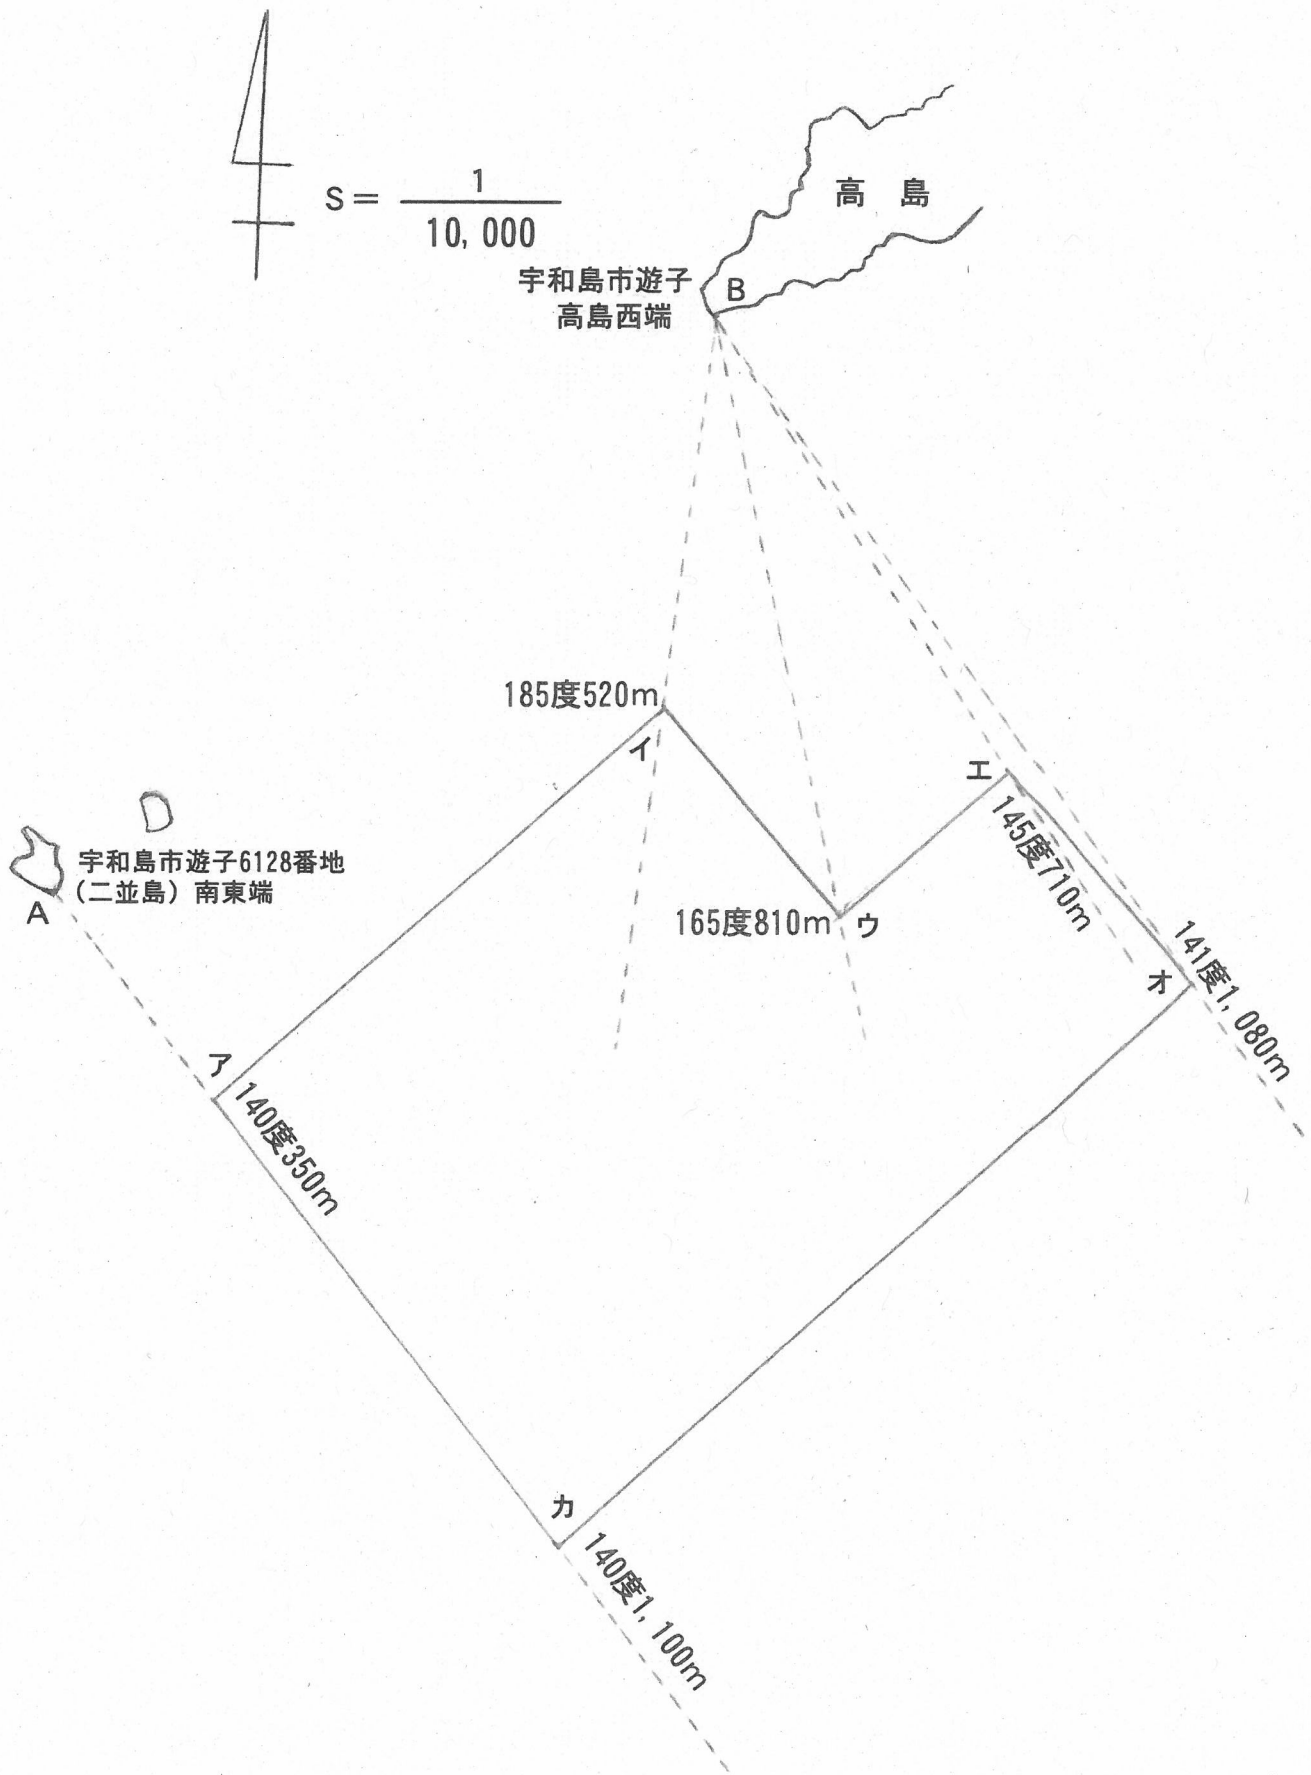 S＝ 1
10,000
高 島
宇和島市遊子
高島西端
B
185度520m
イ
エ
145度710m
宇和島市遊子6128番地
(二並島) 南東端
A
165度810m
ウ
141度1,080m
オ
ア
140度350m
カ
140度1,100m